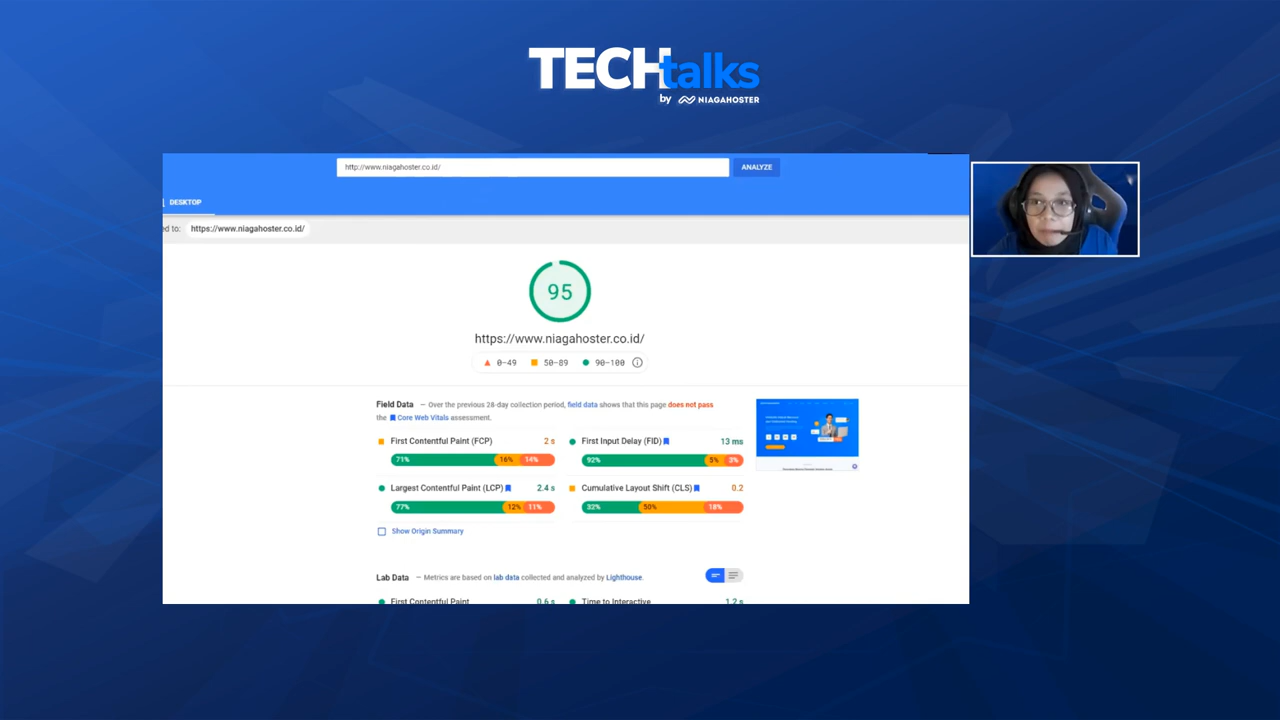 TECHtalks
by NIAGAHOSTER
http://www.niagahoster.co.id/ ANALYZE
DESKTOP
ed to: https://www.niagahoster.co.id/
95
https://www.niagahoster.co.id/
0–49 50–89 90–100
Field Data — Over the previous 28-day collection period, field data shows that this page does not pass
the Core Web Vitals assessment.
First Contentful Paint (FCP) 2 s
71% 16% 14%
First Input Delay (FID) 13 ms
92% 5% 3%
Largest Contentful Paint (LCP) 2.4 s
77% 12% 11%
Cumulative Layout Shift (CLS) 0.2
32% 50% 18%
Show Origin Summary
Lab Data — Metrics are based on lab data collected and analyzed by Lighthouse.
First Contentful Paint 0.6 s
Time to Interactive 1.2 s